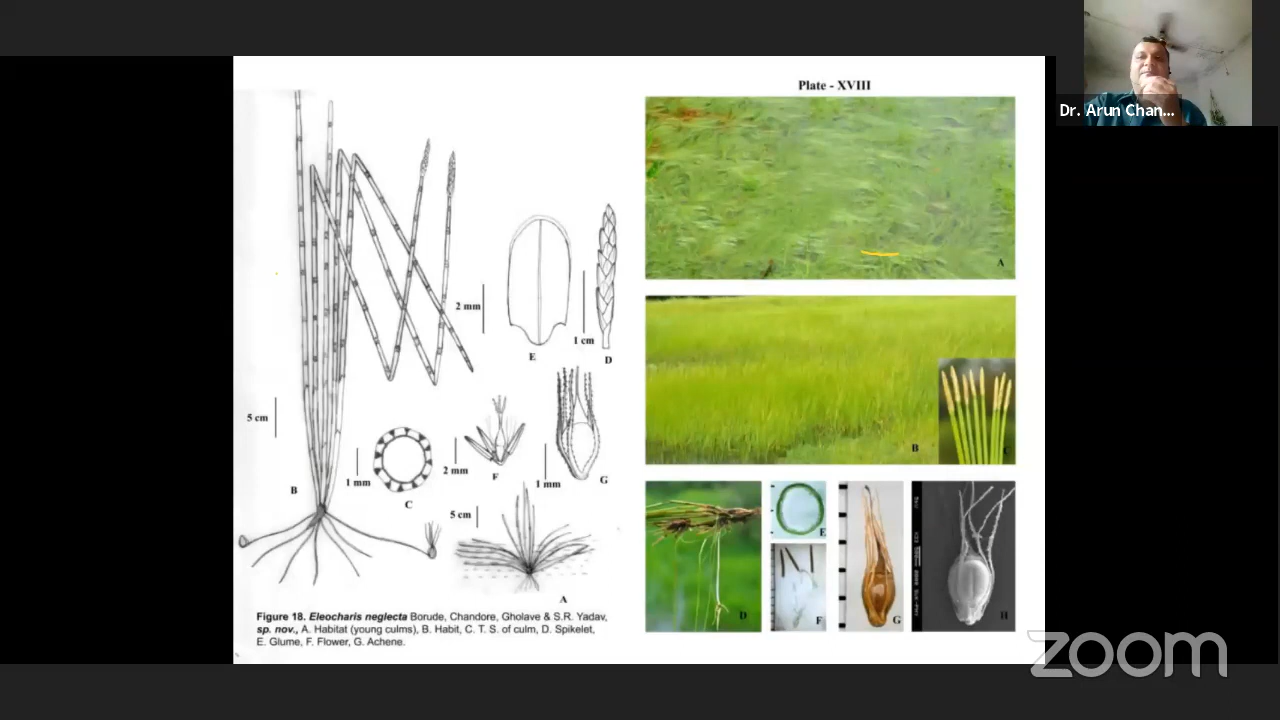 Plate - XVIII
Dr. Arun Chan...
A
2 mm
1 cm
E
D
5 cm
B
1 mm
C
2 mm
F
1 mm
G
5 cm
A
B
C
D
E
F
G
H
Figure 18. Eleocharis neglecta Borude, Chandore, Gholave & S.R. Yadav,
sp. nov., A. Habitat (young culms), B. Habit, C. T. S. of culm, D. Spikelet,
E. Glume, F. Flower, G. Achene.
zoom